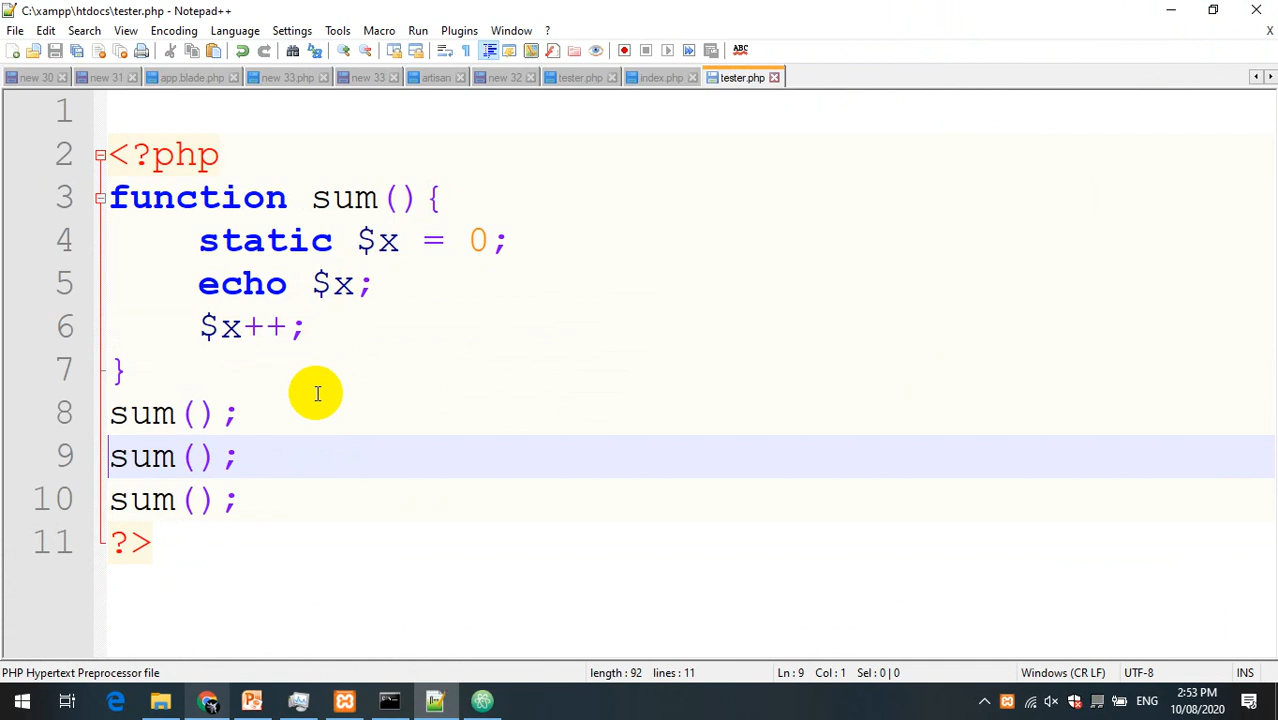 C:\xampp\htdocs\tester.php - Notepad++
File Edit Search View Encoding Language Settings Tools Macro Run Plugins Window ? X
new 30 new 31 app.blade.php new 33.php new 33 artisan new 32 tester.php index.php tester.php
1
2 <?php
3 function sum(){
4 static $x = 0;
5 echo $x;
6 $x++;
7 }
8 sum();
9 sum();
10 sum();
11 ?>
PHP Hypertext Preprocessor file length : 92 lines : 11 Ln : 9 Col : 1 Sel : 0 | 0 Windows (CR LF) UTF-8 INS
ENG 2:53 PM
10/08/2020